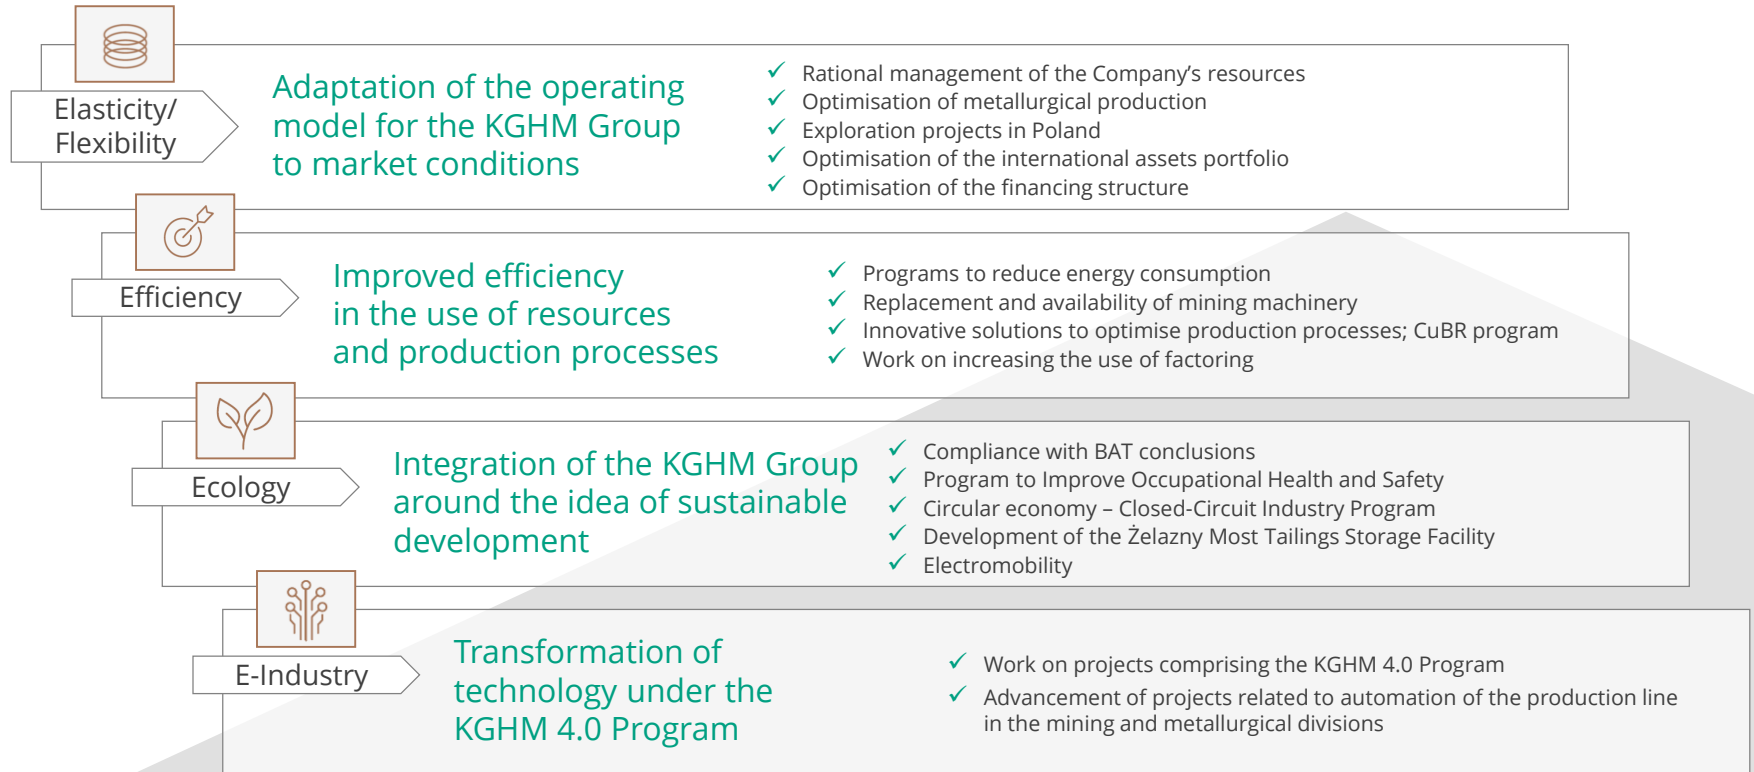 Elasticity/
Flexibility
Adaptation of the operating
model for the KGHM Group
to market conditions
✓ Rational management of the Company's resources
✓ Optimisation of metallurgical production
✓ Exploration projects in Poland
✓ Optimisation of the international assets portfolio
✓ Optimisation of the financing structure
Efficiency
Improved efficiency
in the use of resources
and production processes
✓ Programs to reduce energy consumption
✓ Replacement and availability of mining machinery
✓ Innovative solutions to optimise production processes; CuBR program
✓ Work on increasing the use of factoring
Ecology
Integration of the KGHM Group
around the idea of sustainable
development
✓ Compliance with BAT conclusions
✓ Program to Improve Occupational Health and Safety
✓ Circular economy – Closed-Circuit Industry Program
✓ Development of the Żelazny Most Tailings Storage Facility
✓ Electromobility
E-Industry
Transformation of
technology under the
KGHM 4.0 Program
✓ Work on projects comprising the KGHM 4.0 Program
✓ Advancement of projects related to automation of the production line
in the mining and metallurgical divisions